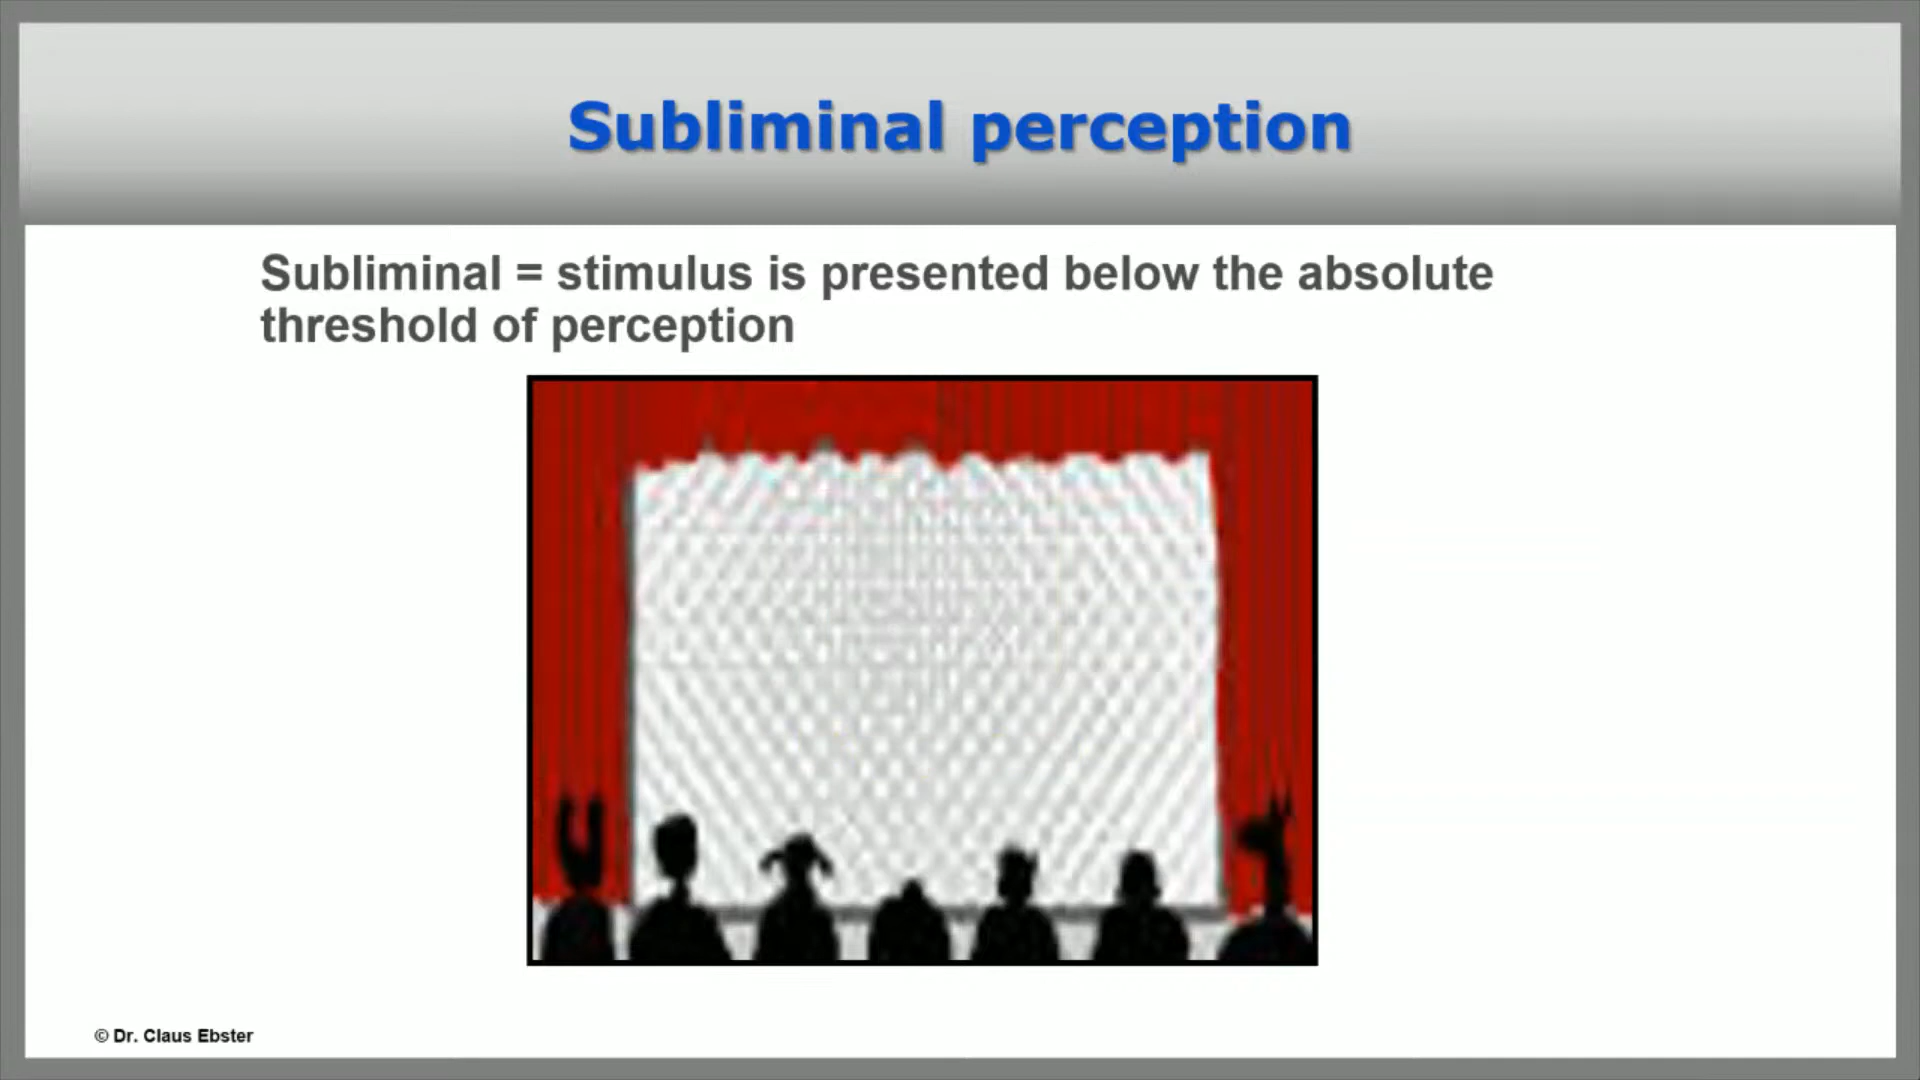 Subliminal perception
Subliminal = stimulus is presented below the absolute
threshold of perception
© Dr. Claus Ebster